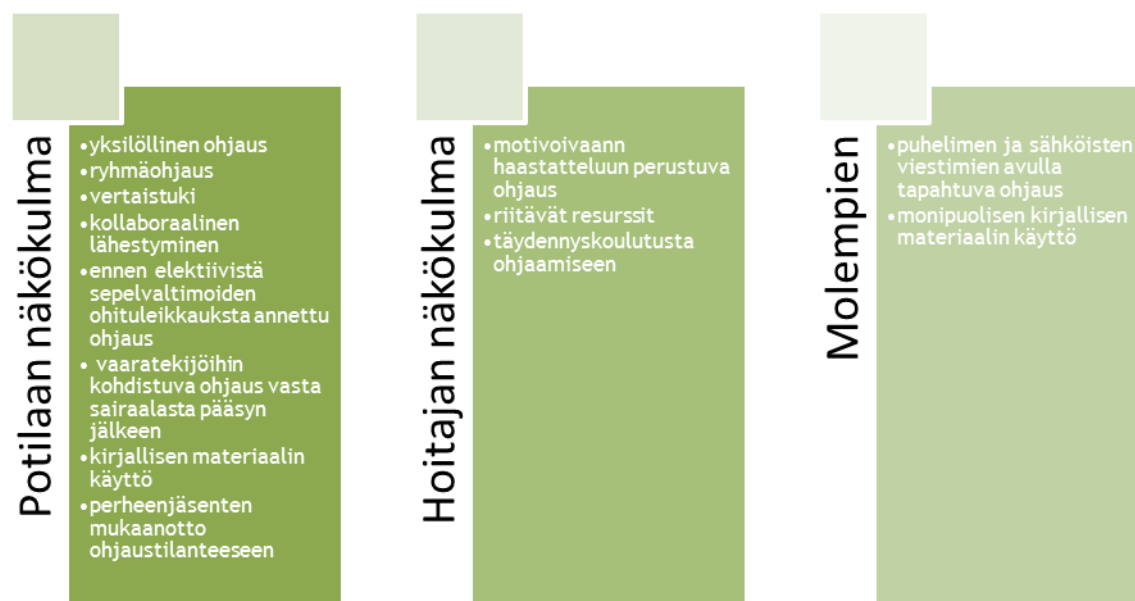 Potilaan näkökulma
•yksilöllinen ohjaus
•ryhmäohjaus
•vertaistuki
•kollaboraalinen
lähestyminen
•ennen elektiivistä
sepelvaltimoiden
ohituleikkauksta annettu
ohjaus
• vaaratekijöihin
kohdistuva ohjaus vasta
sairaalasta pääsyn
jälkeen
•kirjallisen materiaalin
käyttö
•perheenjäsenten
mukaanotto
ohjaustilanteeseen
Hoitajan näkökulma
•motivoivaann
haastatteluun perustuva
ohjaus
•riitävät resurssit
•täydennyskoulutusta
ohjaamiseen
Molempien
•puhelimen ja sähköisten
viestimien avulla
tapahtuva ohjaus
•monipuolisen kirjallisen
materiaalin käyttö